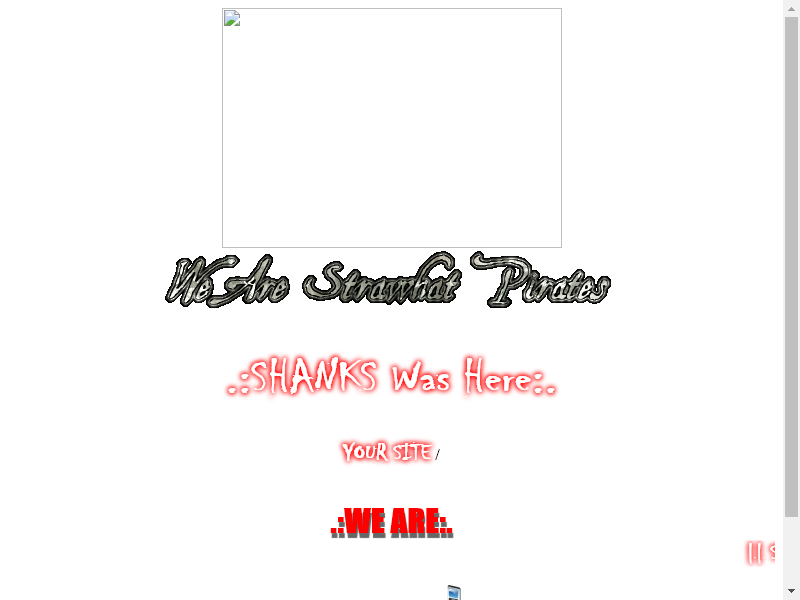 We Are Strawhat Pirates
.:SHANKS Was Here:.
YOUR SITE /
.:WE ARE:.
|| S